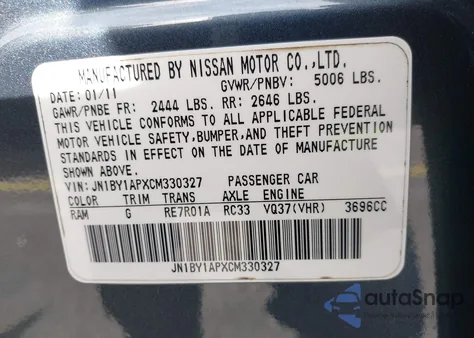 MANUFACTURED BY NISSAN MOTOR CO.,LTD.
DATE: 01/11 GVWR/PNBV: 5006 LBS.
GAWR/PNBE FR: 2444 LBS. RR: 2646 LBS.
THIS VEHICLE CONFORMS TO ALL APPLICABLE FEDERAL
MOTOR VEHICLE SAFETY,BUMPER,AND THEFT PREVENTION
STANDARDS IN EFFECT ON THE DATE OF MANUFACTURE
SHOWN ABOVE.
VIN: JN1BY1APXCM330327 PASSENGER CAR
COLOR TRIM TRANS AXLE ENGINE
RAM G RE7R01A RC33 VQ37(VHR) 3696CC
JN1BY1APXCM330327
autoSnap